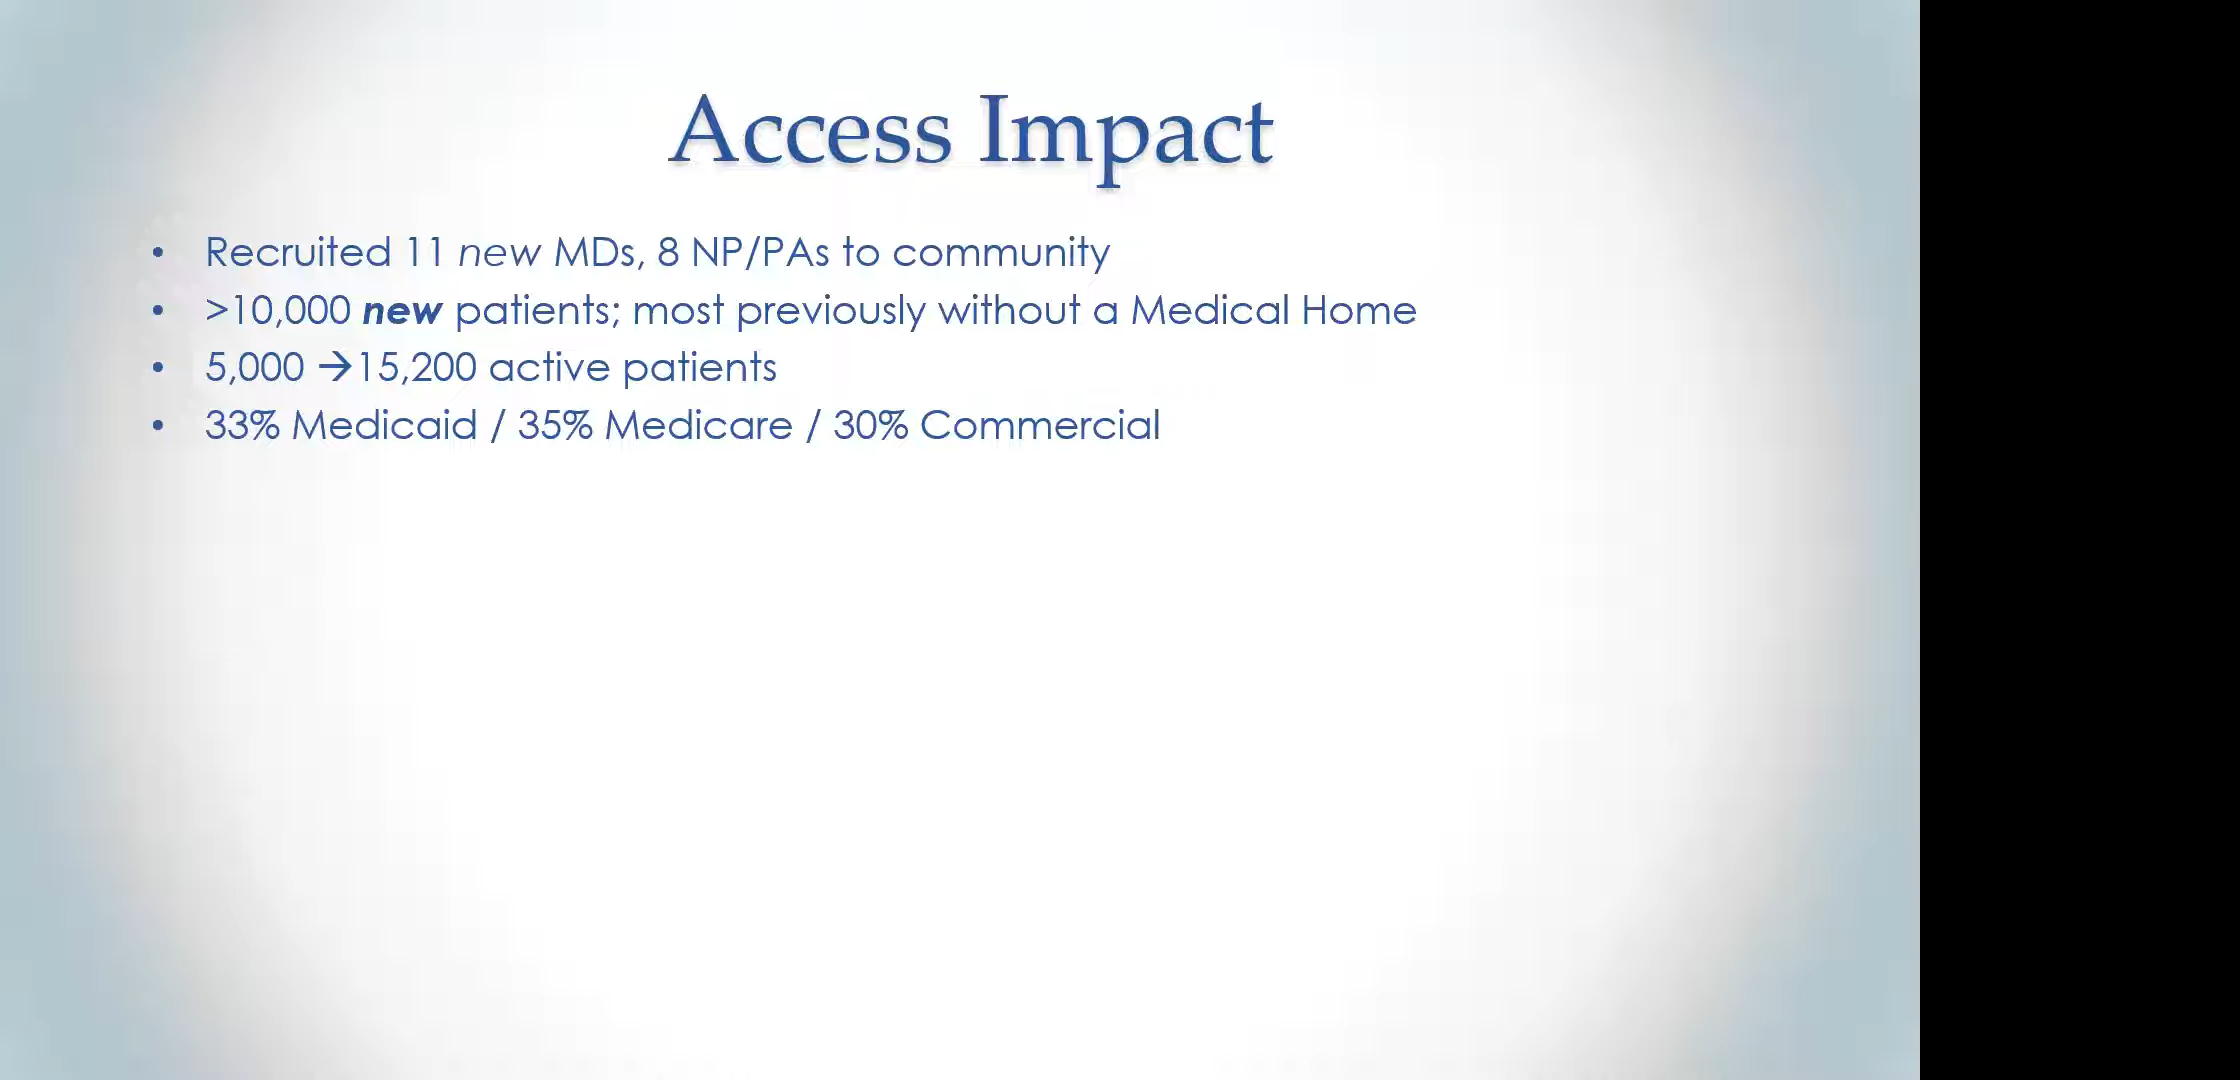 Access Impact
• Recruited 11 new MDs, 8 NP/PAs to community
• >10,000 new patients; most previously without a Medical Home
• 5,000 →15,200 active patients
• 33% Medicaid / 35% Medicare / 30% Commercial